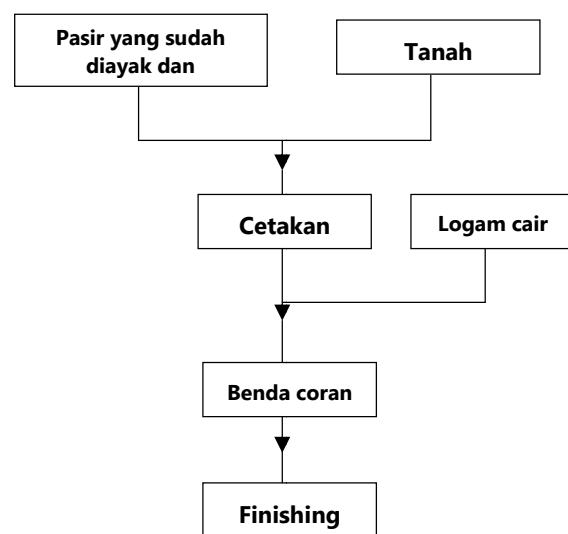 Pasir yang sudah
diayak dan
Tanah
Cetakan
Logam cair
Benda coran
Finishing